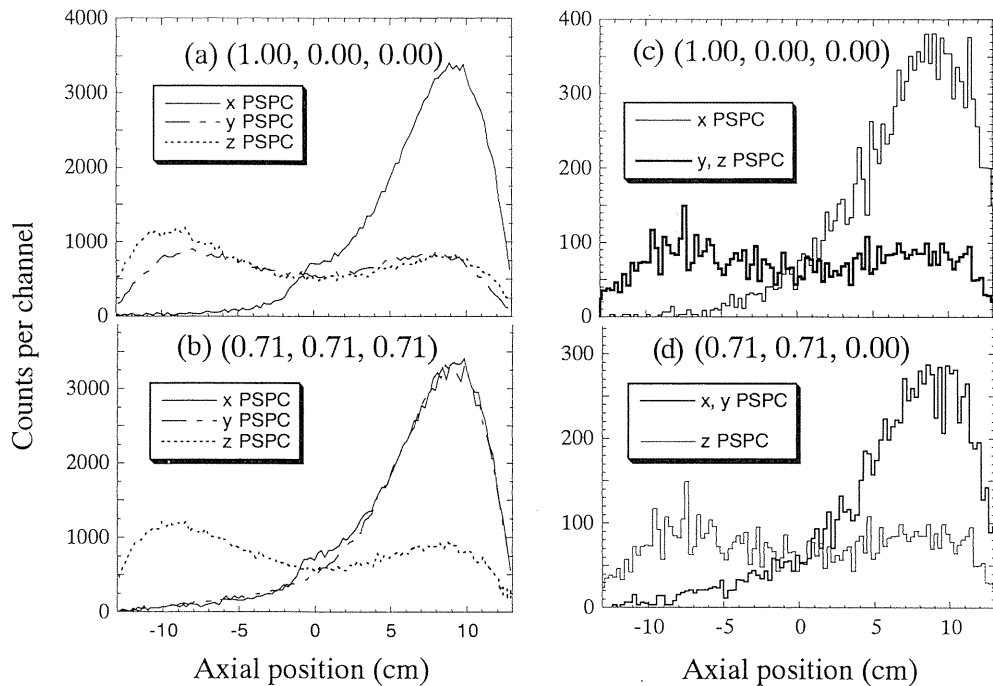 Counts per channel
4000
3000
2000
1000
0
(a) (1.00, 0.00, 0.00)
x PSPC
y PSPC
z PSPC
400
300
200
100
0
(c) (1.00, 0.00, 0.00)
x PSPC
y, z PSPC
3000
2000
1000
0
(b) (0.71, 0.71, 0.71)
x PSPC
y PSPC
z PSPC
-10
-5
0
5
10
Axial position (cm)
300
200
100
0
(d) (0.71, 0.71, 0.00)
x, y PSPC
z PSPC
-10
-5
0
5
10
Axial position (cm)